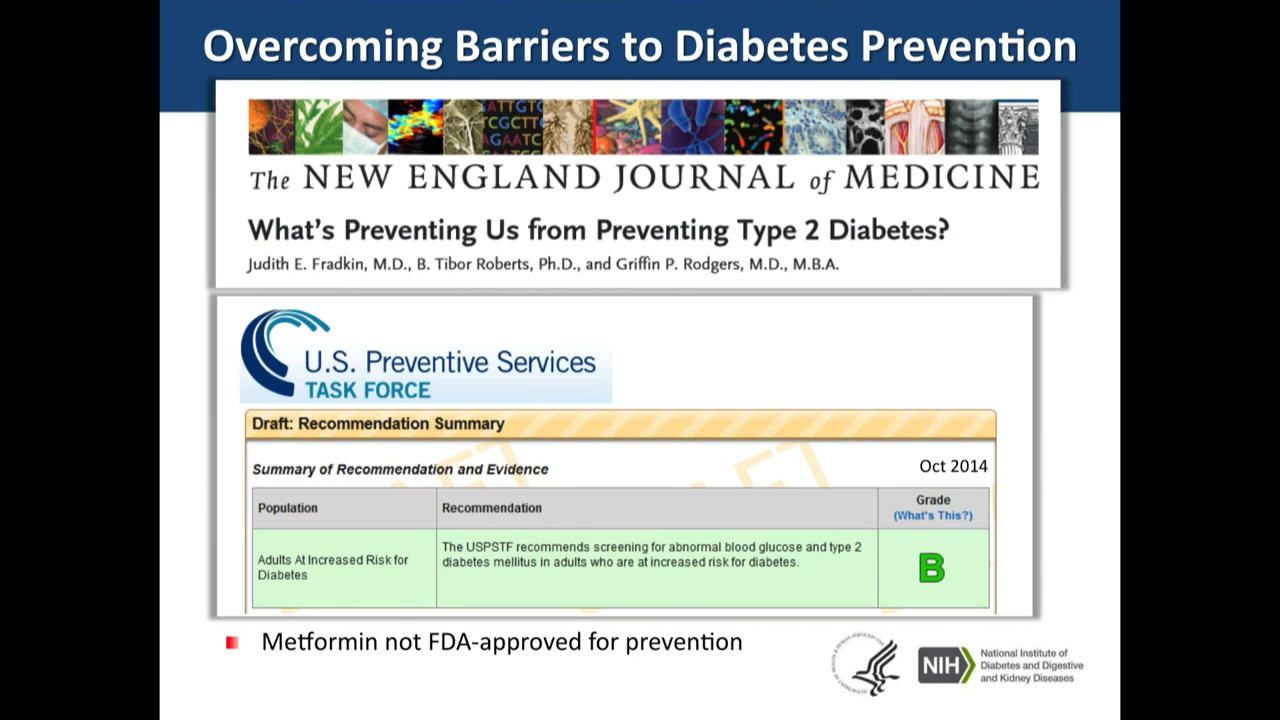 Overcoming Barriers to Diabetes Prevention
ATTGTC
TCGCTT
AGAATC
The NEW ENGLAND JOURNAL of MEDICINE
What's Preventing Us from Preventing Type 2 Diabetes?
Judith E. Fradkin, M.D., B. Tibor Roberts, Ph.D., and Griffin P. Rodgers, M.D., M.B.A.
U.S. Preventive Services
TASK FORCE
Draft: Recommendation Summary
Summary of Recommendation and Evidence
Oct 2014
Population
Recommendation
Grade
(What's This?)
Adults At Increased Risk for
Diabetes
The USPSTF recommends screening for abnormal blood glucose and type 2
diabetes mellitus in adults who are at increased risk for diabetes.
B
Metformin not FDA-approved for prevention
NIH
National Institute of
Diabetes and Digestive
and Kidney Diseases